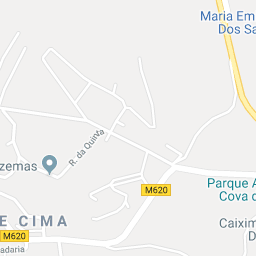 Maria Em
Dos Sa
R. da Quinta
zemas
M620
Parque A
Cova d
E CIMA
Caixim
D
M620
adaria